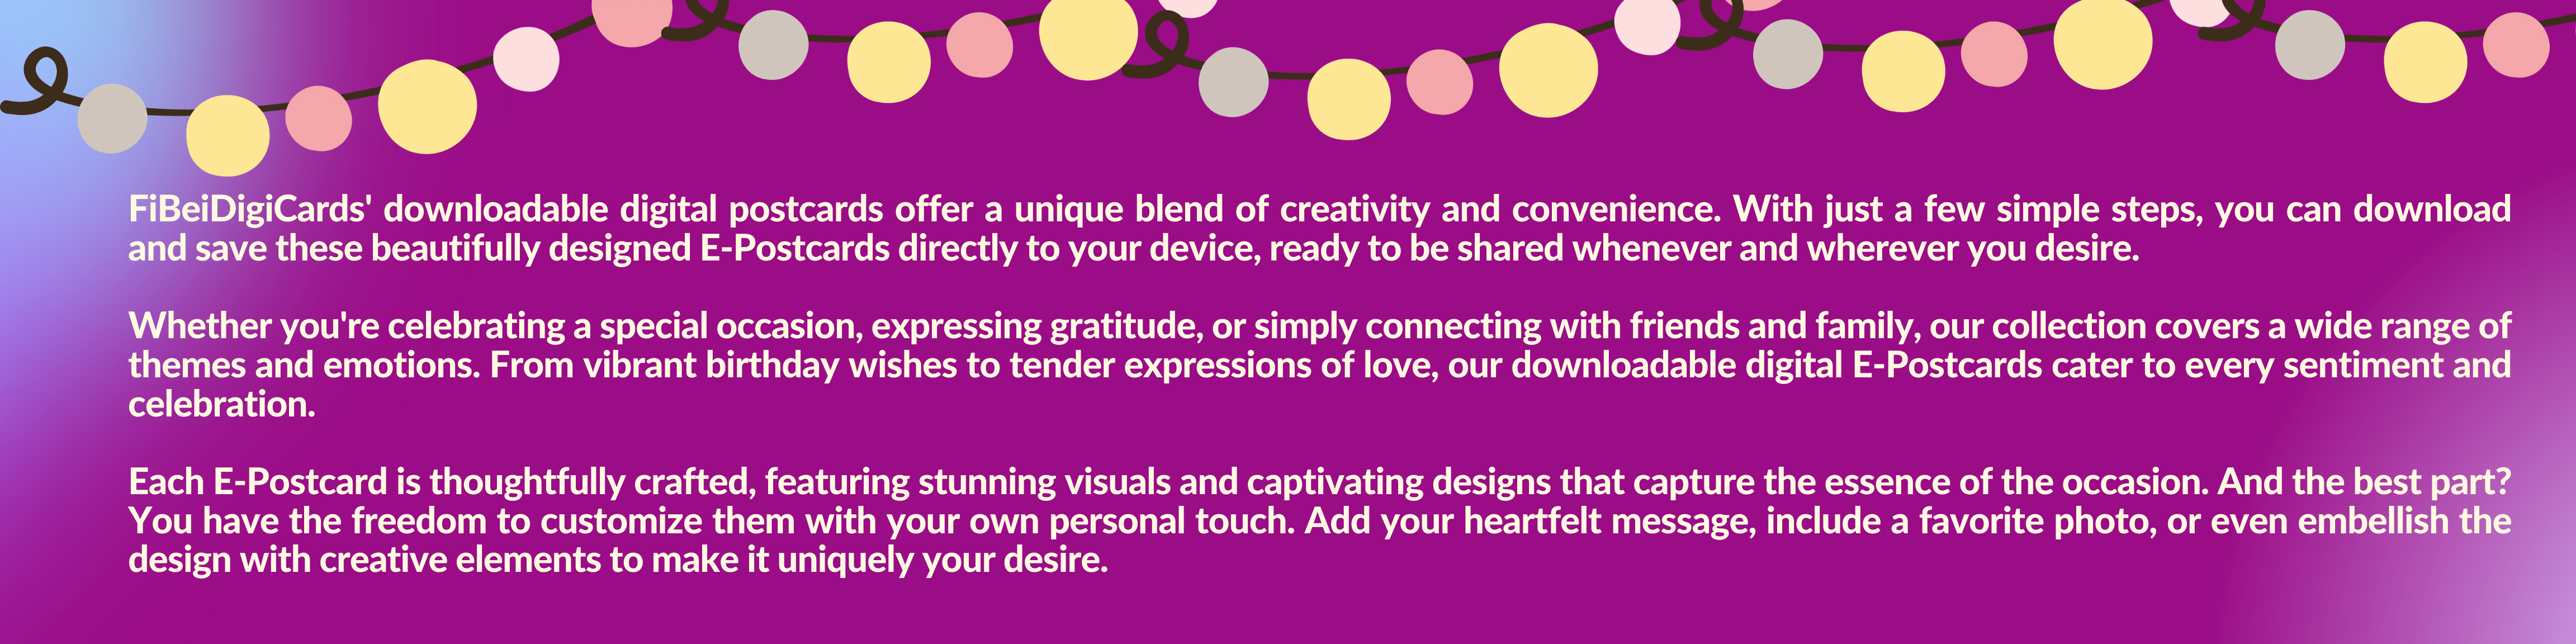 FiBeiDigiCards' downloadable digital postcards offer a unique blend of creativity and convenience. With just a few simple steps, you can download
and save these beautifully designed E-Postcards directly to your device, ready to be shared whenever and wherever you desire.
Whether you're celebrating a special occasion, expressing gratitude, or simply connecting with friends and family, our collection covers a wide range of
themes and emotions. From vibrant birthday wishes to tender expressions of love, our downloadable digital E-Postcards cater to every sentiment and
celebration.
Each E-Postcard is thoughtfully crafted, featuring stunning visuals and captivating designs that capture the essence of the occasion. And the best part?
You have the freedom to customize them with your own personal touch. Add your heartfelt message, include a favorite photo, or even embellish the
design with creative elements to make it uniquely your desire.